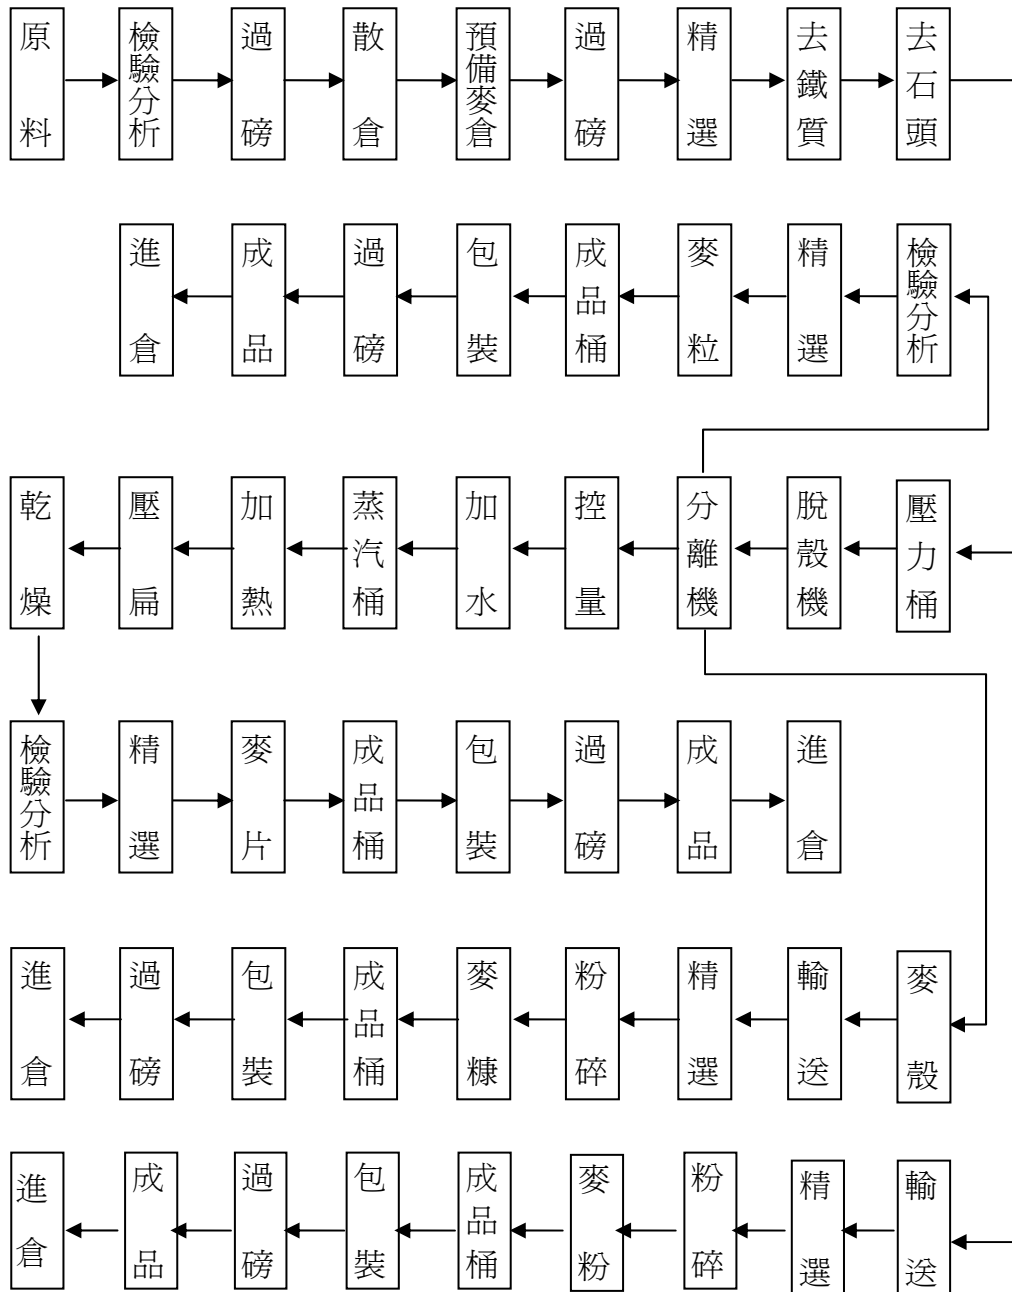 原料
檢驗分析
過磅
散倉
預備麥倉
過磅
精選
去鐵質
去石頭
進倉
成品
過磅
包裝
成品桶
麥粒
精選
檢驗分析
乾燥
壓扁
加熱
蒸汽桶
加水
控量
分離機
脫殼機
壓力桶
檢驗分析
精選
麥片
成品桶
包裝
過磅
成品
進倉
進倉
過磅
包裝
成品桶
麥糠
粉碎
精選
輸送
麥殼
進倉
成品
過磅
包裝
成品桶
麥粉
粉碎
精選
輸送